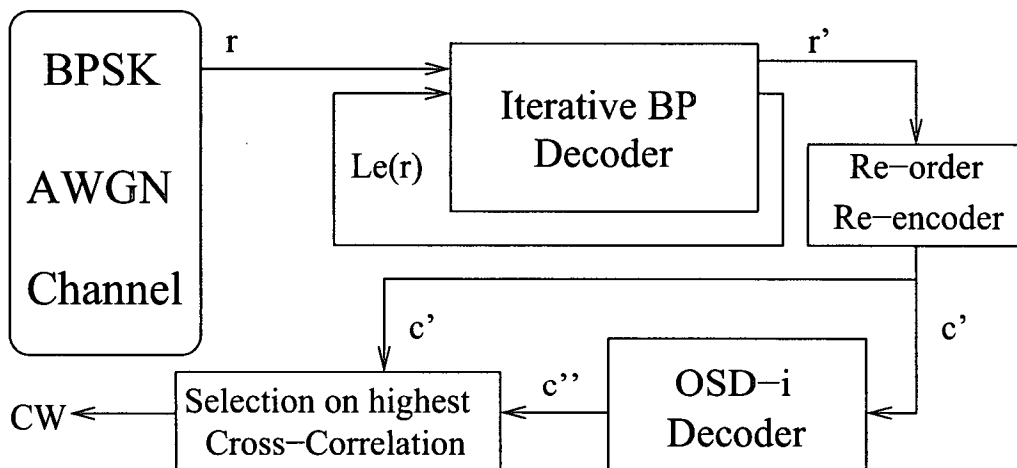 BPSK
AWGN
Channel
r
Iterative BP
Decoder
Le(r)
r’
Re−order
Re−encoder
c’
c’
OSD−i
Decoder
c’’
Selection on highest
Cross−Correlation
CW